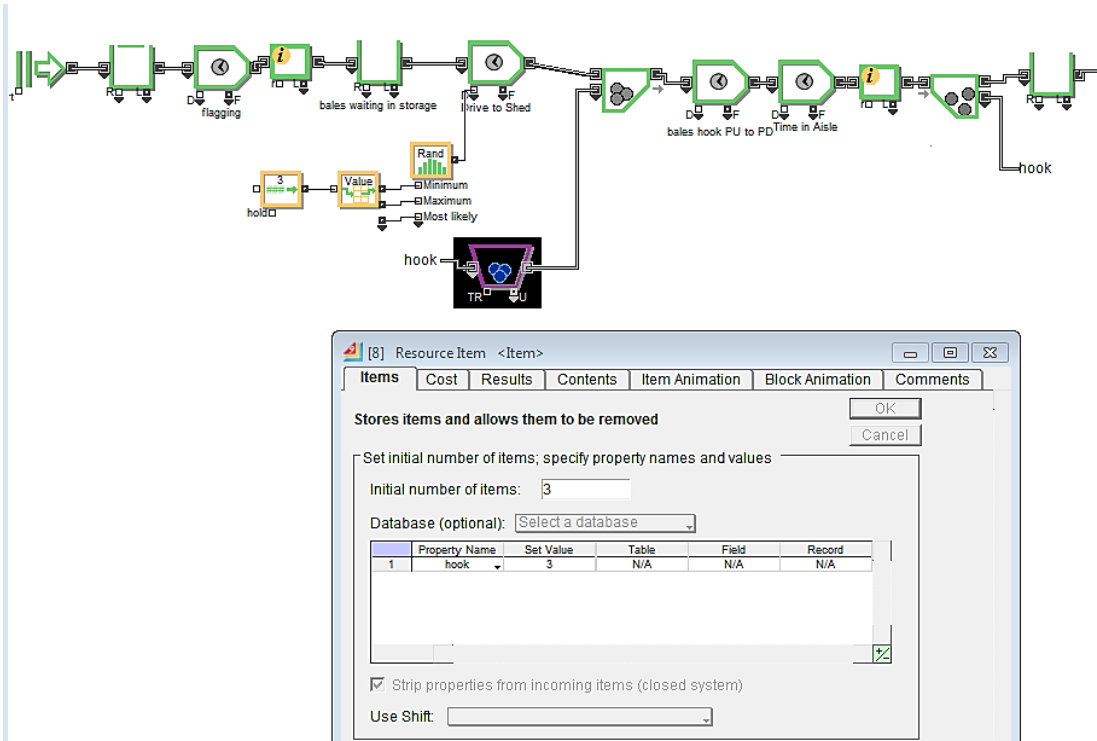 i
i
t
R L
D F
r L
R L
D F
D F
D F
r L
R L
flagging
bales waiting in storage
Drive to Shed
bales hook PU to PD
Time in Aisle
Rand
3
Value
Minimum
Maximum
Most likely
hold
hook
hook
TR U
[8] Resource Item <Item>
Items Cost Results Contents Item Animation Block Animation Comments
OK
Stores items and allows them to be removed
Cancel
Set initial number of items; specify property names and values
Initial number of items: 3
Database (optional): Select a database
Property Name Set Value Table Field Record
1 hook 3 N/A N/A N/A
+/-
Strip properties from incoming items (closed system)
Use Shift: